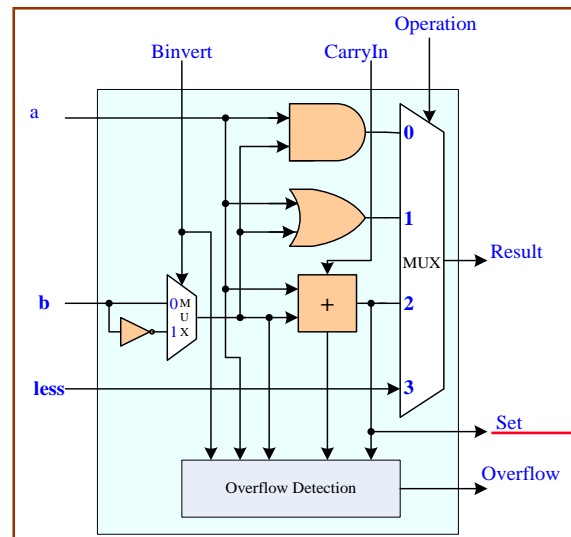 Operation
Binvert
CarryIn
a
0
1
Result
MUX
b
0
M
U
1
X
+
2
less
3
Set
Overflow
Overflow Detection